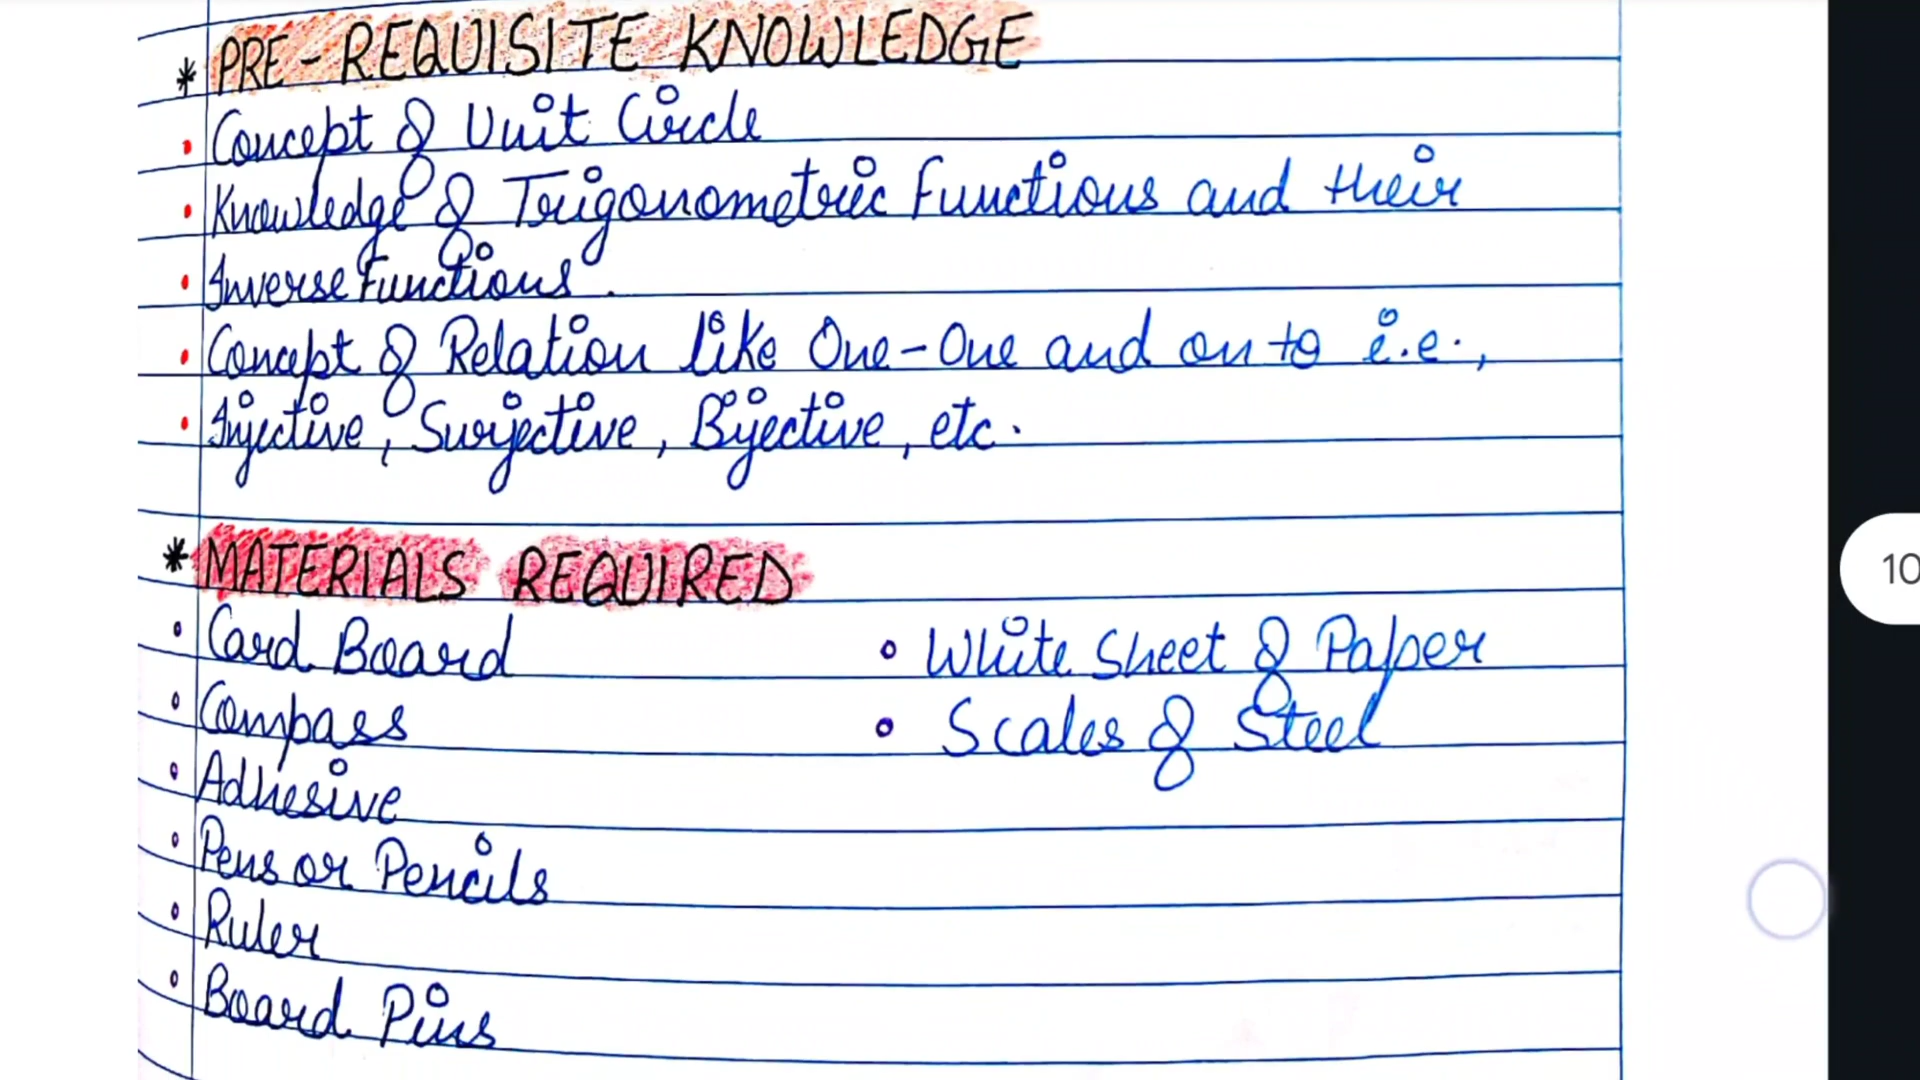 * PRE-REQUISITE KNOWLEDGE
• Concept of Unit Circle
• Knowledge of Trigonometric Functions and their
• Inverse Functions.
• Concept of Relation like One-One and onto i.e.,
• Injective, Surjective, Bijective, etc.
* MATERIALS REQUIRED
• Card Board
• White Sheet of Paper
• Compass
• Scales of Steel
• Adhesive
• Pens or Pencils
• Ruler
• Board Pins
10